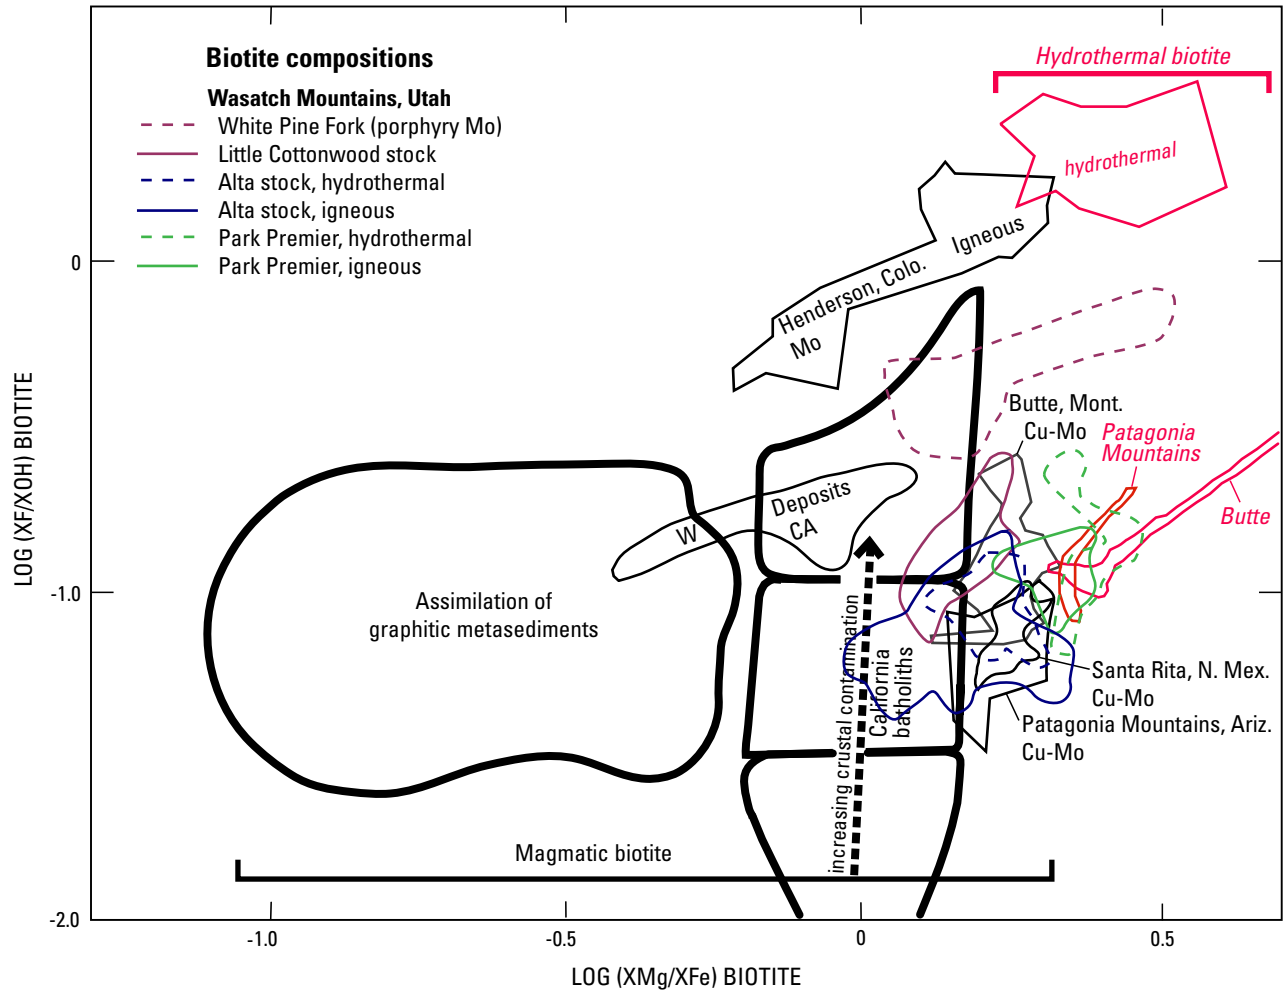 Biotite compositions
Wasatch Mountains, Utah
White Pine Fork (porphyry Mo)
Little Cottonwood stock
Alta stock, hydrothermal
Alta stock, igneous
Park Premier, hydrothermal
Park Premier, igneous
Hydrothermal biotite
hydrothermal
Igneous
Henderson, Colo.
Mo
Butte, Mont.
Cu-Mo
Patagonia
Mountains
Butte
Deposits
CA
W
Assimilation of
graphitic metasediments
increasing crustal contamination
California
batholiths
Santa Rita, N. Mex.
Cu-Mo
Patagonia Mountains, Ariz.
Cu-Mo
Magmatic biotite
LOG (XF/XOH) BIOTITE
0
-1.0
-2.0
-1.0
-0.5
0
0.5
LOG (XMg/XFe) BIOTITE